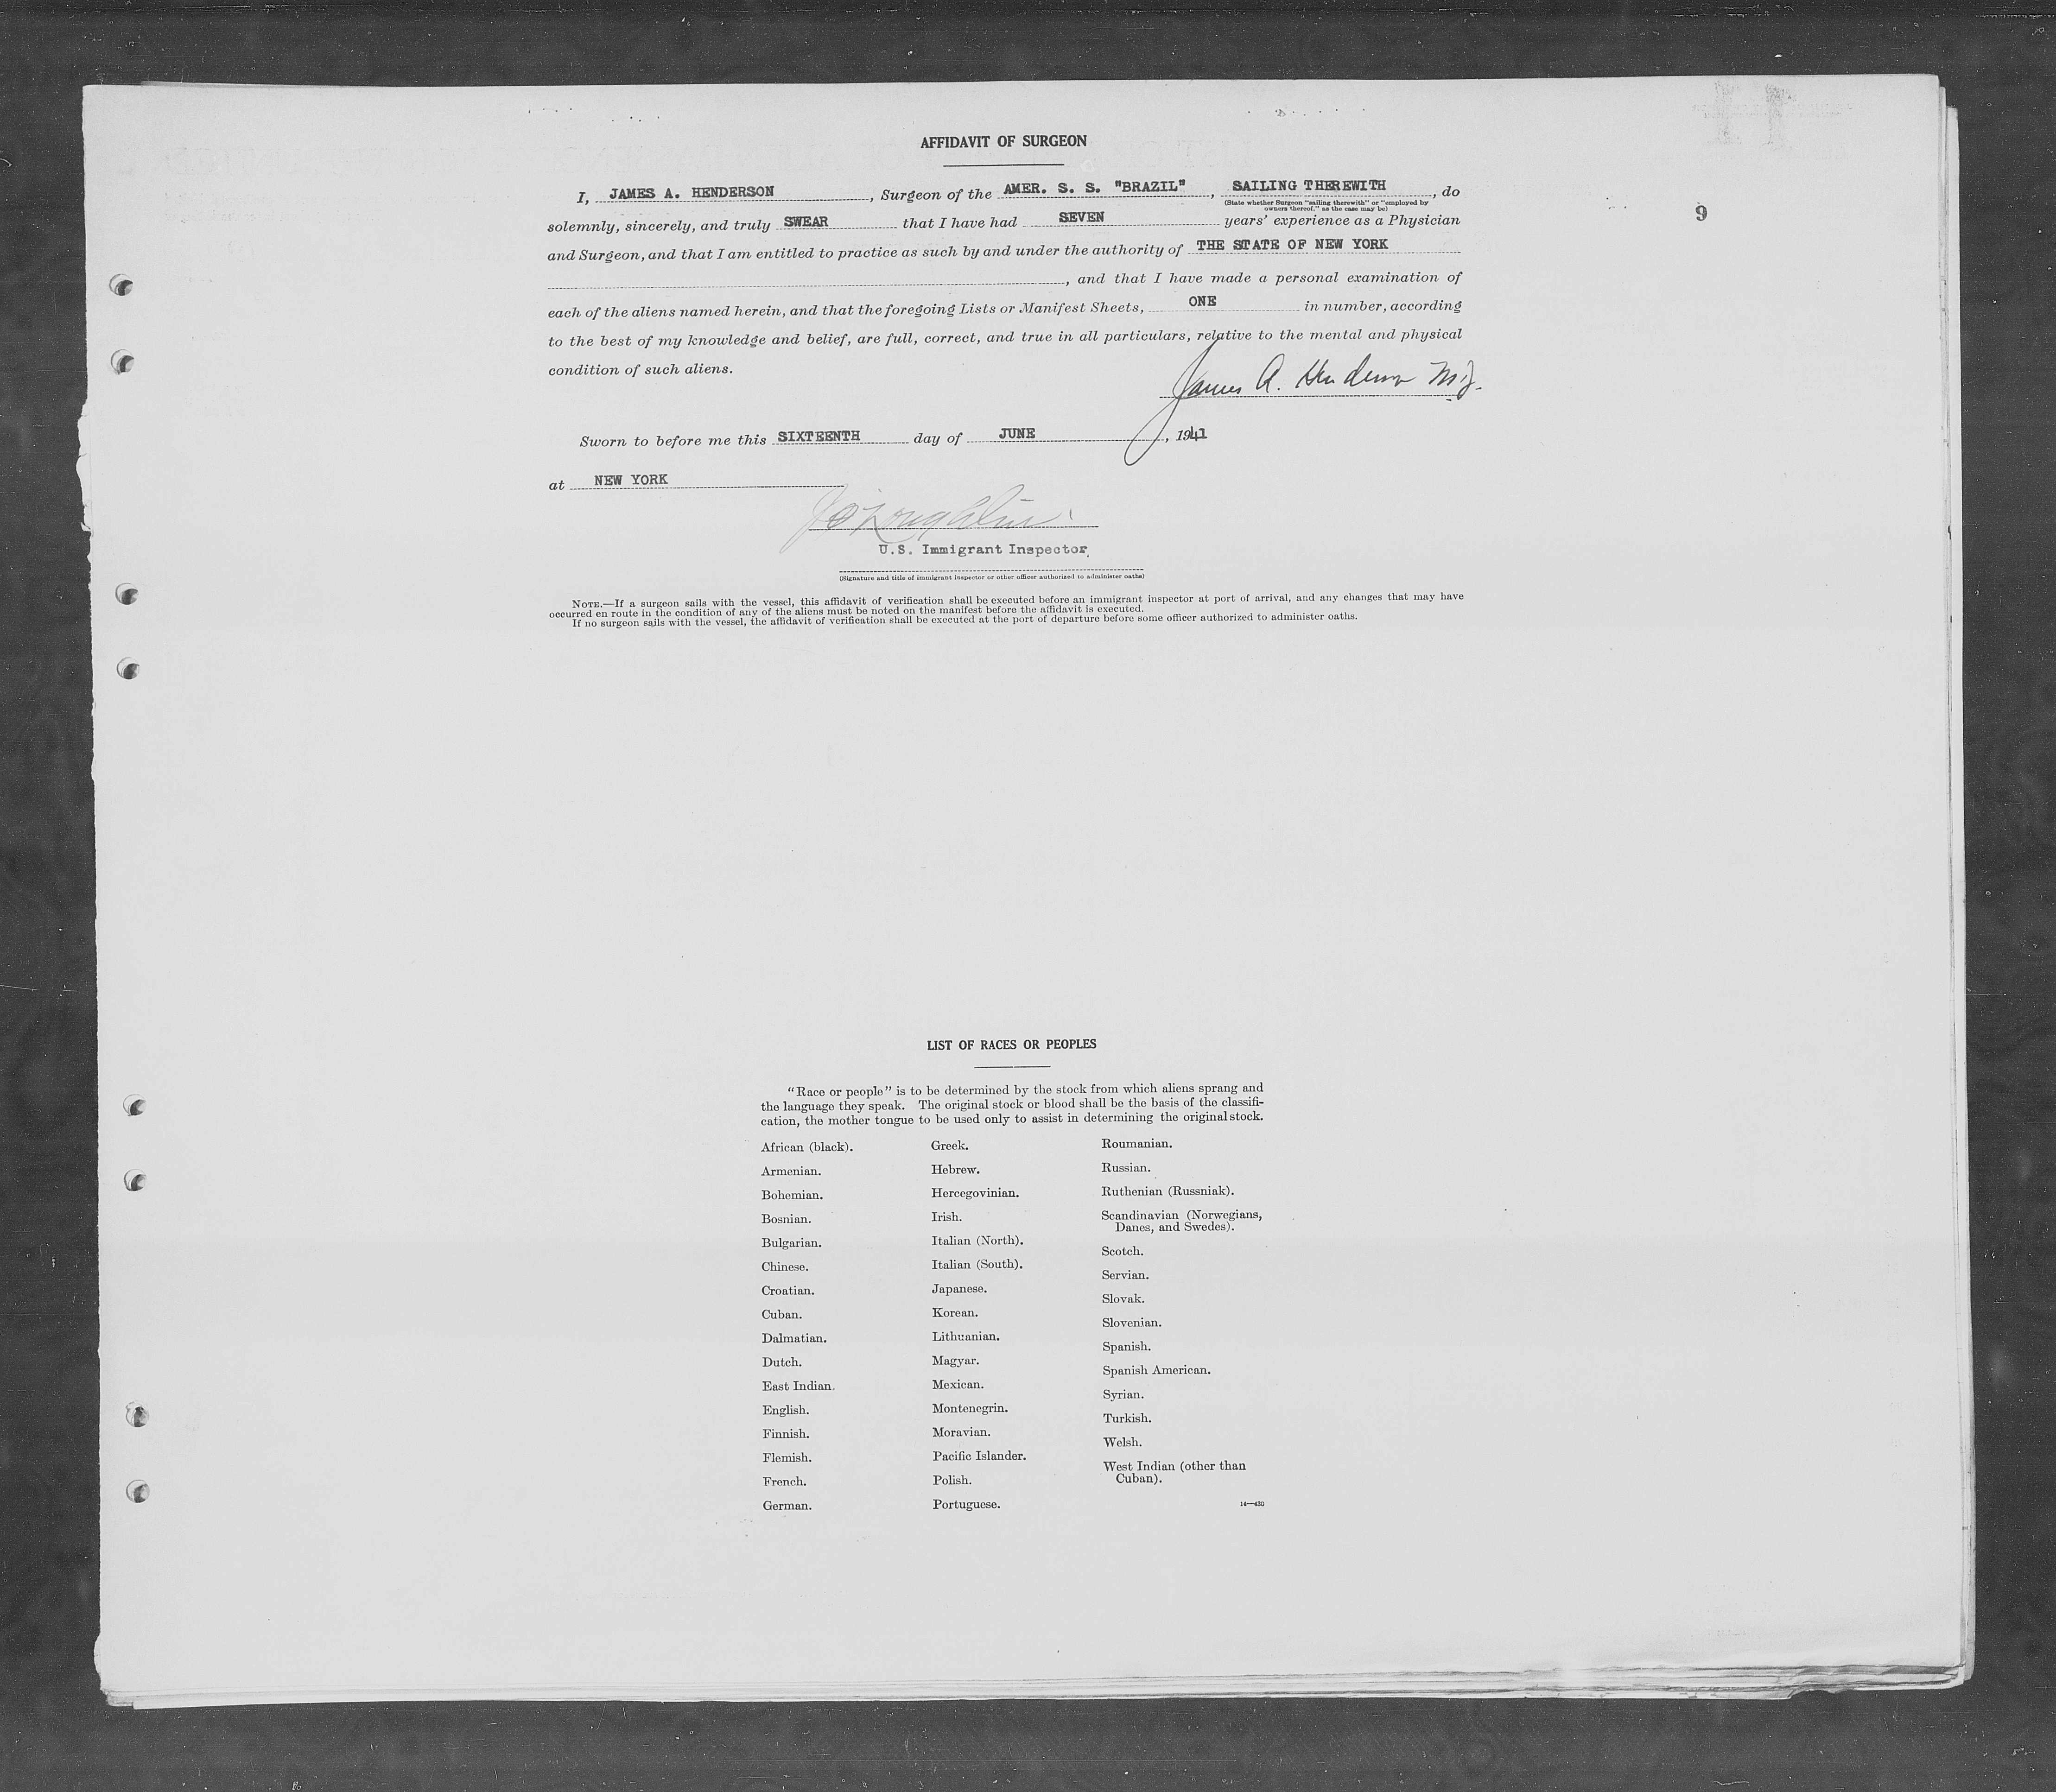 AFFIDAVIT OF SURGEON
9
I, JAMES A. HENDERSON, Surgeon of the AMER. S. S. "BRAZIL", SAILING THEREWITH, do
(State whether Surgeon "sailing therewith" or "employed by
owners thereof," as the case may be)
solemnly, sincerely, and truly SWEAR that I have had SEVEN years' experience as a Physician
and Surgeon, and that I am entitled to practice as such by and under the authority of THE STATE OF NEW YORK
, and that I have made a personal examination of
each of the aliens named herein, and that the foregoing Lists or Manifest Sheets, ONE in number, according
to the best of my knowledge and belief, are full, correct, and true in all particulars, relative to the mental and physical
condition of such aliens.
James A. Henderson M.D.
Sworn to before me this SIXTEENTH day of JUNE, 1941
at NEW YORK
U.S. Immigrant Inspector
(Signature and title of immigrant inspector or other officer authorized to administer oaths)
NOTE.—If a surgeon sails with the vessel, this affidavit of verification shall be executed before an immigrant inspector at port of arrival, and any changes that may have
occurred en route in the condition of any of the aliens must be noted on the manifest before the affidavit is executed.
If no surgeon sails with the vessel, the affidavit of verification shall be executed at the port of departure before some officer authorized to administer oaths.
LIST OF RACES OR PEOPLES
"Race or people" is to be determined by the stock from which aliens sprang and
the language they speak. The original stock or blood shall be the basis of the classifi-
cation, the mother tongue to be used only to assist in determining the original stock.
African (black).
Armenian.
Bohemian.
Bosnian.
Bulgarian.
Chinese.
Croatian.
Cuban.
Dalmatian.
Dutch.
East Indian.
English.
Finnish.
Flemish.
French.
German.
Greek.
Hebrew.
Hercegovinian.
Irish.
Italian (North).
Italian (South).
Japanese.
Korean.
Lithuanian.
Magyar.
Mexican.
Montenegrin.
Moravian.
Pacific Islander.
Polish.
Portuguese.
Roumanian.
Russian.
Ruthenian (Russniak).
Scandinavian (Norwegians,
Danes, and Swedes).
Scotch.
Servian.
Slovak.
Slovenian.
Spanish.
Spanish American.
Syrian.
Turkish.
Welsh.
West Indian (other than
Cuban).
14—430